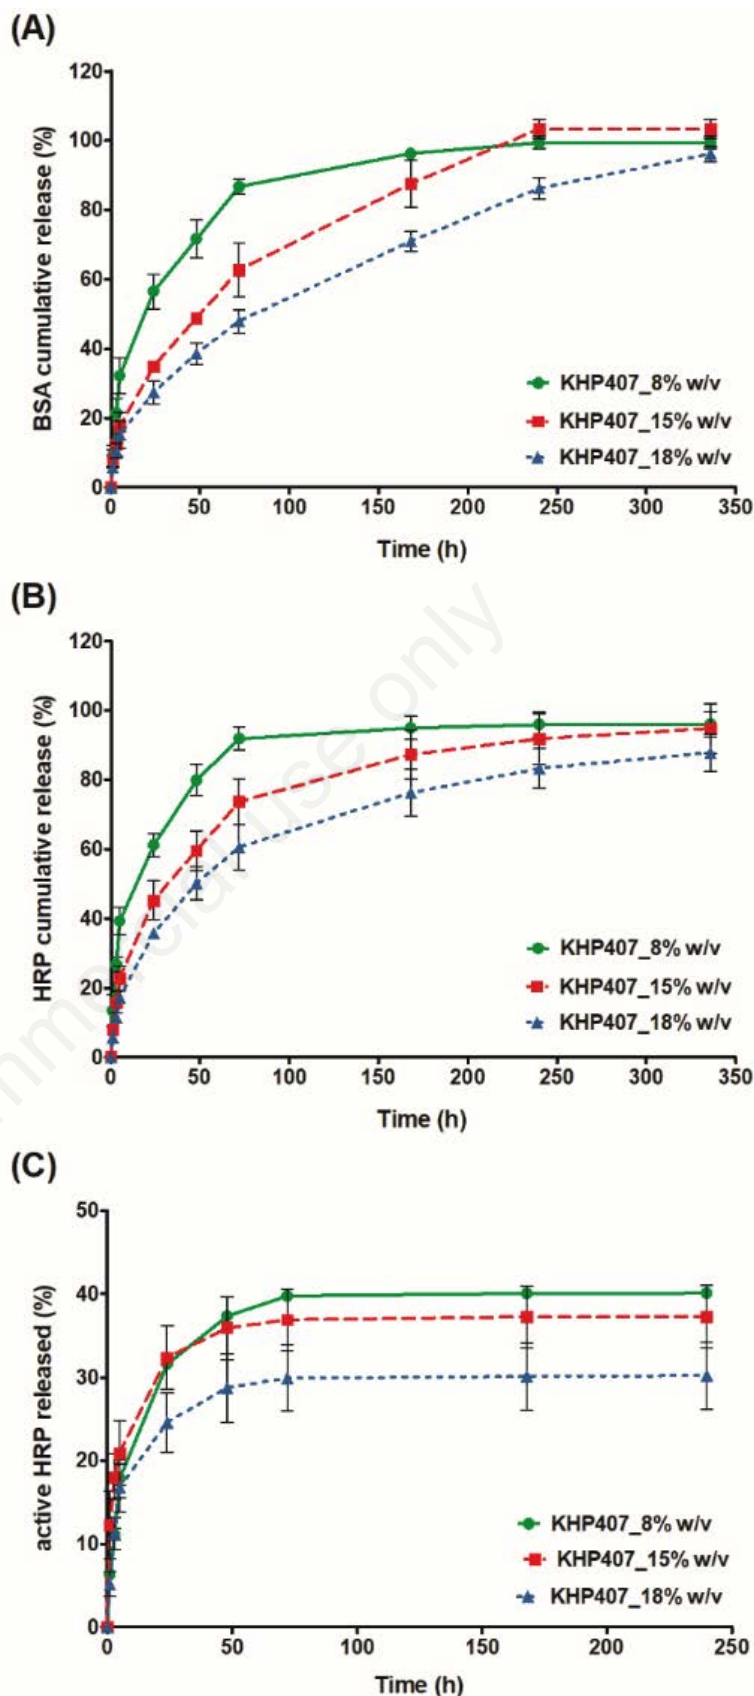 (A)
BSA cumulative release (%)
120
100
80
60
40
20
0
KHP407_8% w/v
KHP407_15% w/v
KHP407_18% w/v
0 50 100 150 200 250 300 350
Time (h)
(B)
HRP cumulative release (%)
120
100
80
60
40
20
0
KHP407_8% w/v
KHP407_15% w/v
KHP407_18% w/v
0 50 100 150 200 250 300 350
Time (h)
(C)
active HRP released (%)
50
40
30
20
10
0
KHP407_8% w/v
KHP407_15% w/v
KHP407_18% w/v
0 50 100 150 200 250
Time (h)
use only